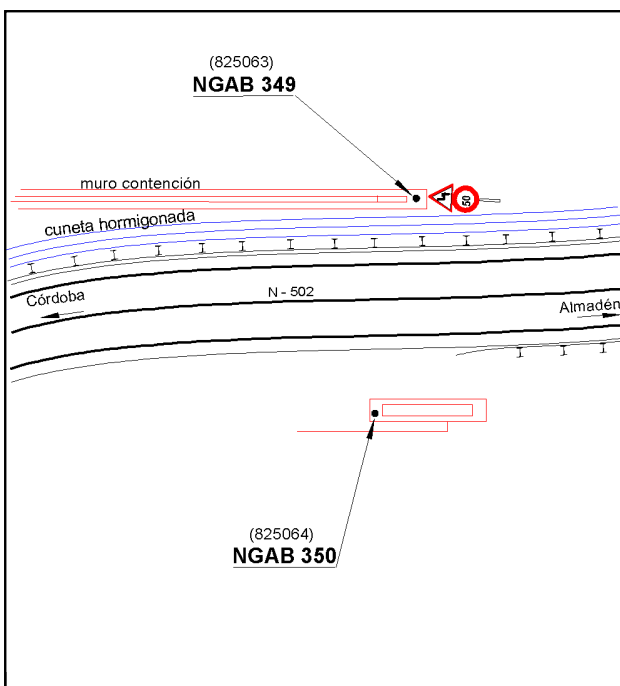 (825063)
NGAB 349
muro contención
50
cuneta hormigonada
N - 502
Córdoba
Almadén
(825064)
NGAB 350